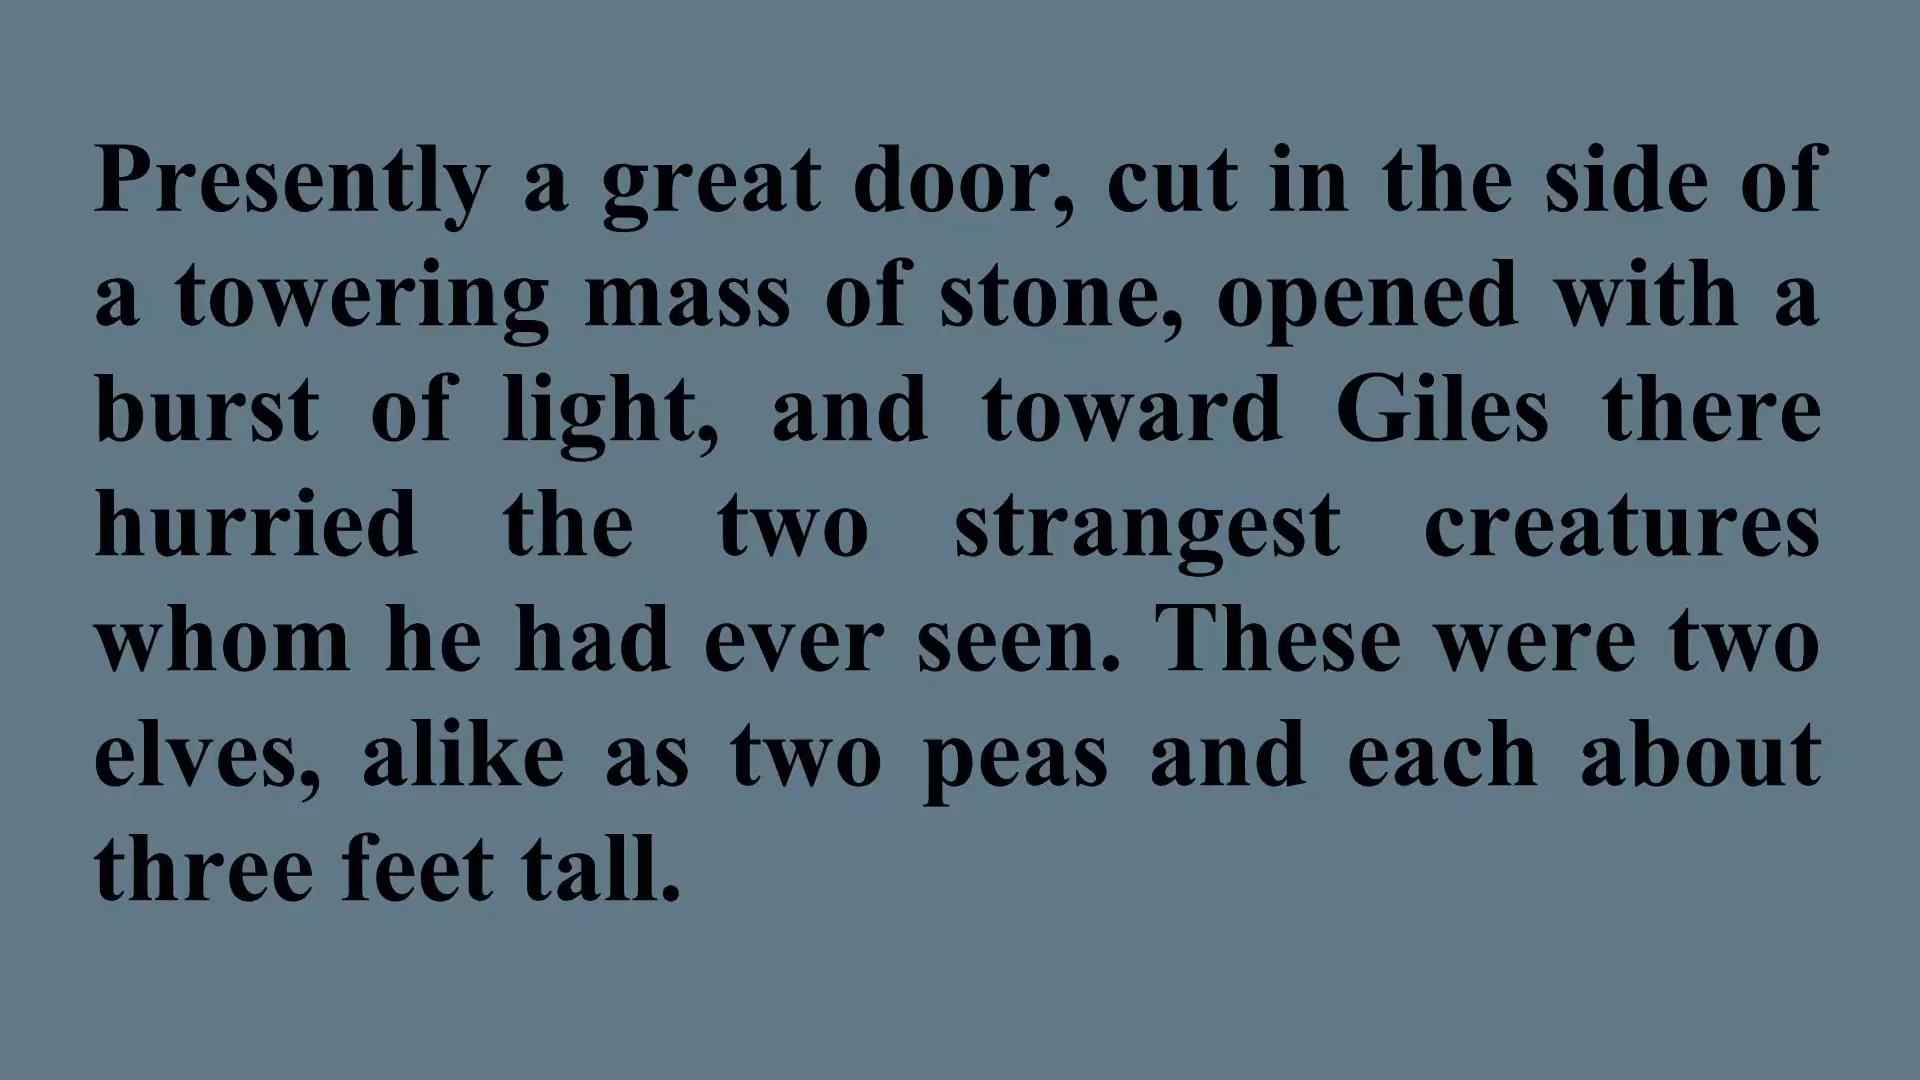 Presently a great door, cut in the side of
a towering mass of stone, opened with a
burst of light, and toward Giles there
hurried the two strangest creatures
whom he had ever seen. These were two
elves, alike as two peas and each about
three feet tall.